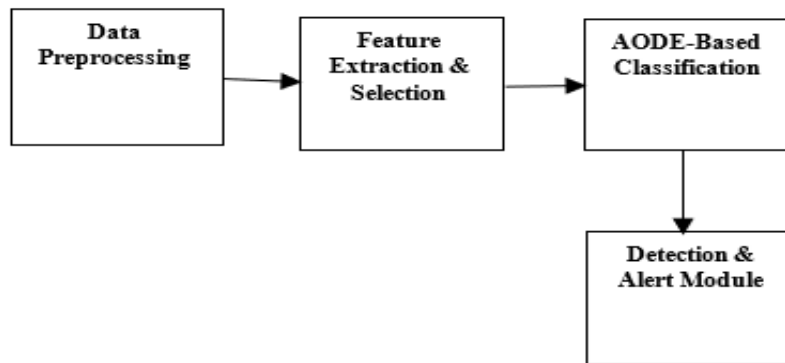 Data
Preprocessing
Feature
Extraction &
Selection
AODE-Based
Classification
Detection &
Alert Module